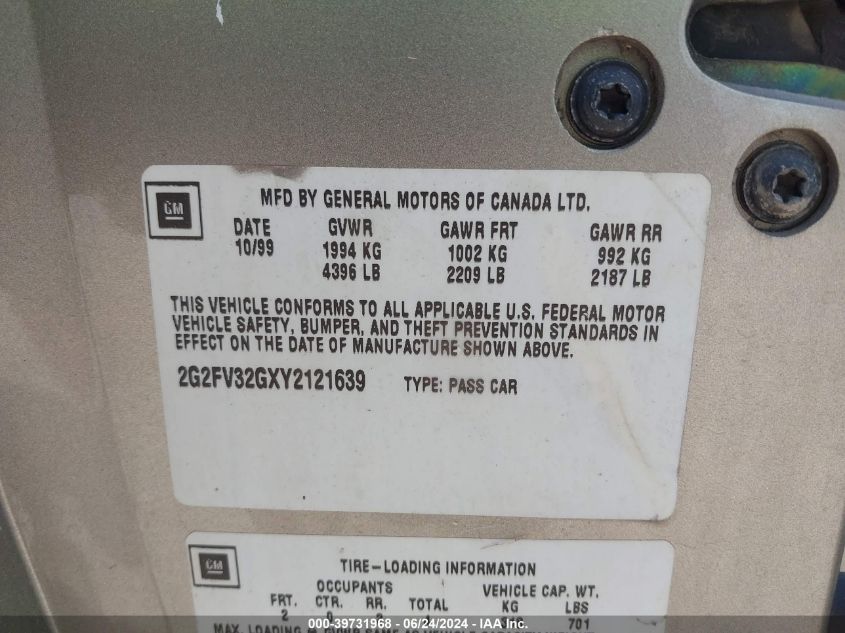 GM
MFD BY GENERAL MOTORS OF CANADA LTD.
DATE GVWR GAWR FRT GAWR RR
10/99 1994 KG 1002 KG 992 KG
4396 LB 2209 LB 2187 LB
THIS VEHICLE CONFORMS TO ALL APPLICABLE U.S. FEDERAL MOTOR
VEHICLE SAFETY, BUMPER, AND THEFT PREVENTION STANDARDS IN
EFFECT ON THE DATE OF MANUFACTURE SHOWN ABOVE.
2G2FV32GXY2121639 TYPE: PASS CAR
GM
TIRE-LOADING INFORMATION
OCCUPANTS VEHICLE CAP. WT.
FRT. CTR. RR. TOTAL KG LBS
2 701
MAX. LOADING
000-39731968 - 06/24/2024 - IAA Inc.